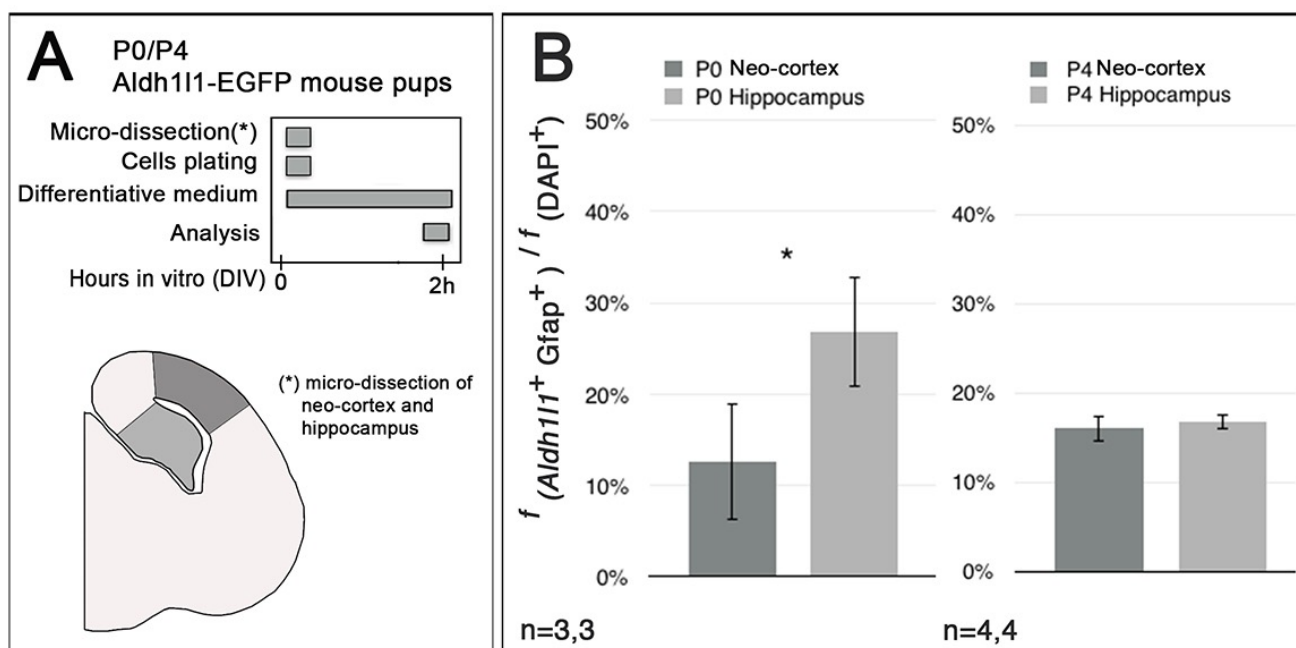 A
P0/P4
Aldh1l1-EGFP mouse pups
Micro-dissection(*)
Cells plating
Differentiative medium
Analysis
Hours in vitro (DIV) 0 2h
(*) micro-dissection of
neo-cortex and
hippocampus
B
f (Aldh1l1+ Gfap+) / f (DAPI+)
P0 Neo-cortex
P0 Hippocampus
50%
40%
30%
20%
10%
0%
*
n=3,3
P4 Neo-cortex
P4 Hippocampus
50%
40%
30%
20%
10%
0%
n=4,4